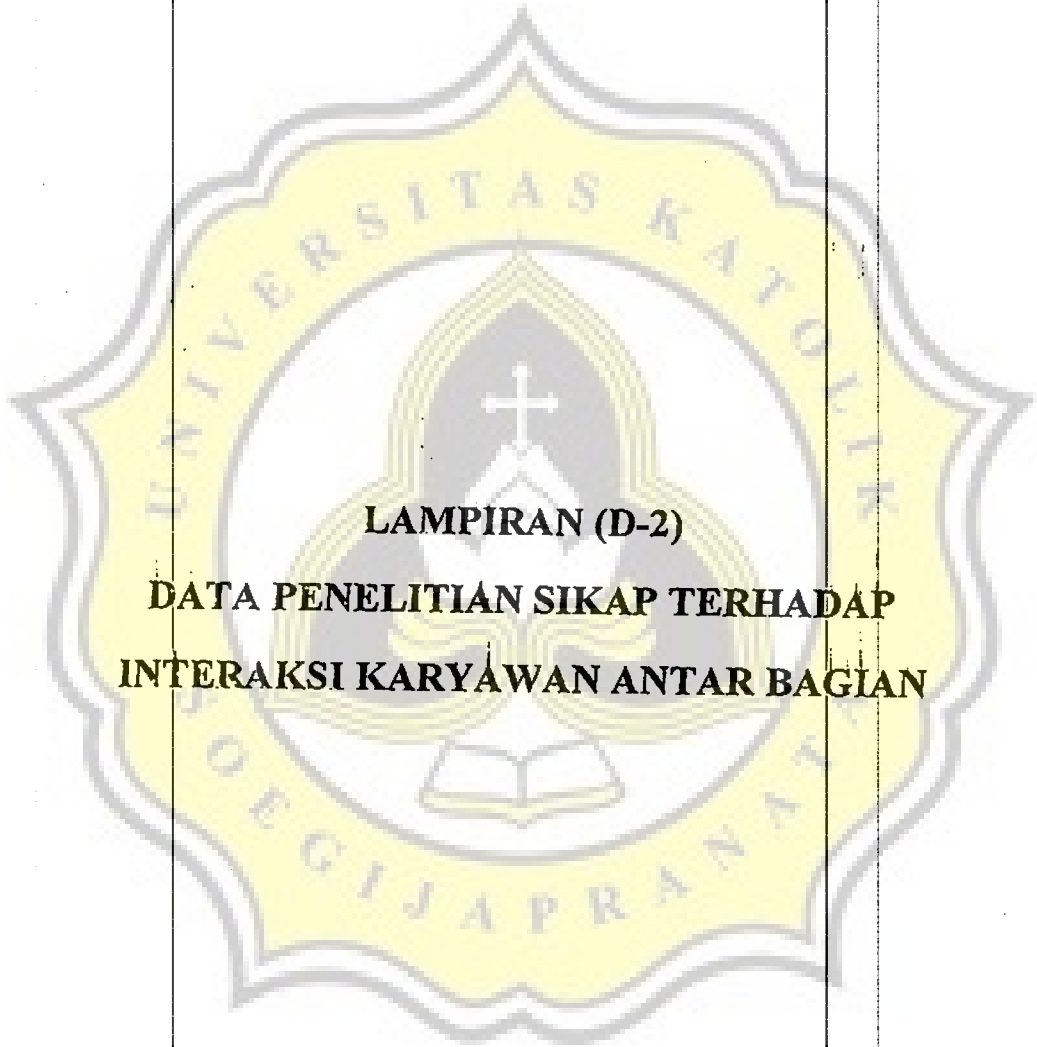 UNIVERSITAS KATOLIK
LAMPIRAN (D-2)
DATA PENELITIAN SIKAP TERHADAP
INTERAKSI KARYAWAN ANTAR BAGIAN
SOEGIJAPRANATA